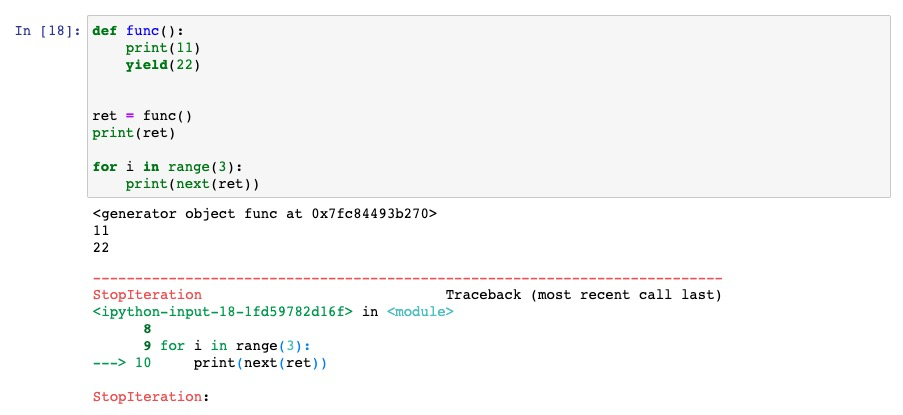 In [18]: def func():
    print(11)
    yield(22)
ret = func()
print(ret)
for i in range(3):
    print(next(ret))
<generator object func at 0x7fc84493b270>
11
22
---------------------------------------------------------------------------
StopIteration                             Traceback (most recent call last)
<ipython-input-18-1fd59782d16f> in <module>
      8
      9 for i in range(3):
---> 10     print(next(ret))
StopIteration: